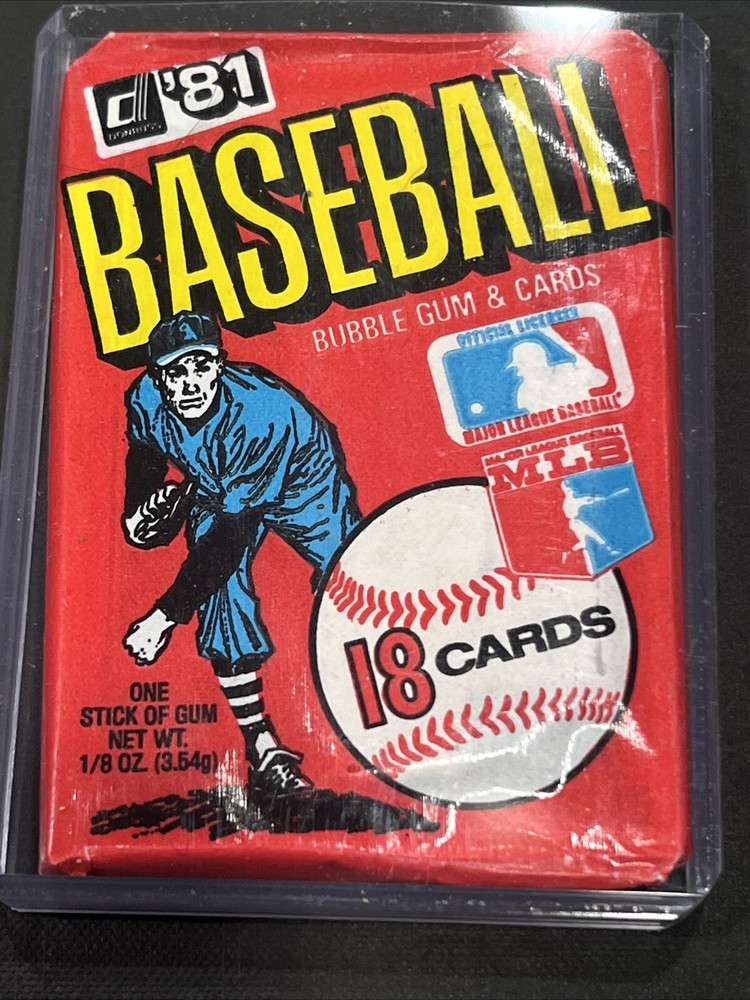 DONRUSS
'81
BASEBALL
BUBBLE GUM & CARDS
A
OFFICIAL LICENSEE
MAJOR LEAGUE BASEBALL®
MAJOR LEAGUE BASEBALL
MLB
18 CARDS
ONE
STICK OF GUM
NET WT.
1/8 OZ. (3.54g)